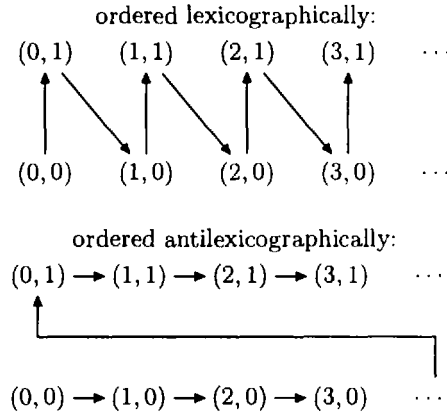 ordered lexicographically:
(0, 1) (1, 1) (2, 1) (3, 1) ···
(0, 0) (1, 0) (2, 0) (3, 0) ···
ordered antilexicographically:
(0, 1) → (1, 1) → (2, 1) → (3, 1) ···
(0, 0) → (1, 0) → (2, 0) → (3, 0) ···